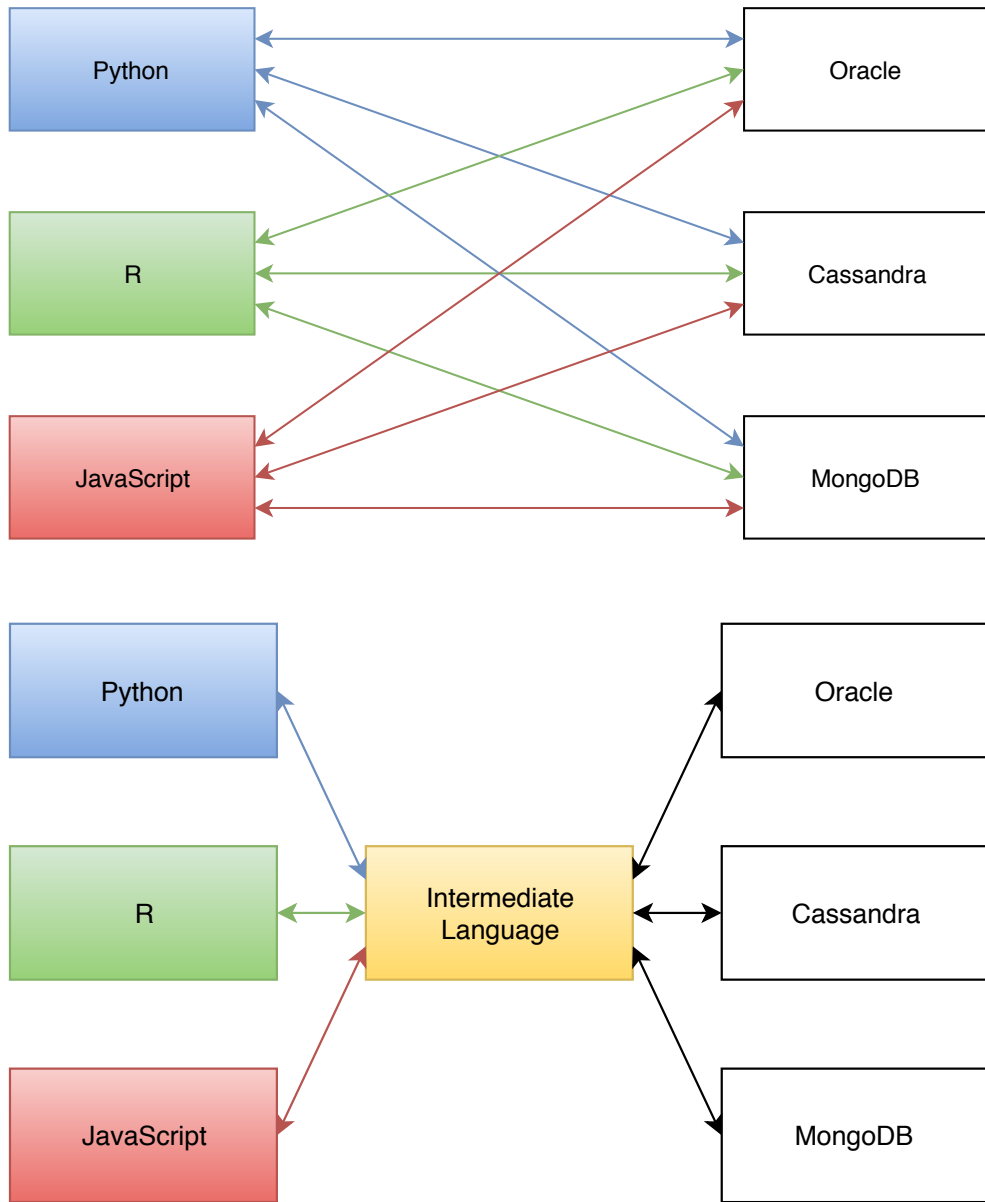 Python
Oracle
R
Cassandra
JavaScript
MongoDB
Python
Oracle
R
Intermediate
Language
Cassandra
JavaScript
MongoDB